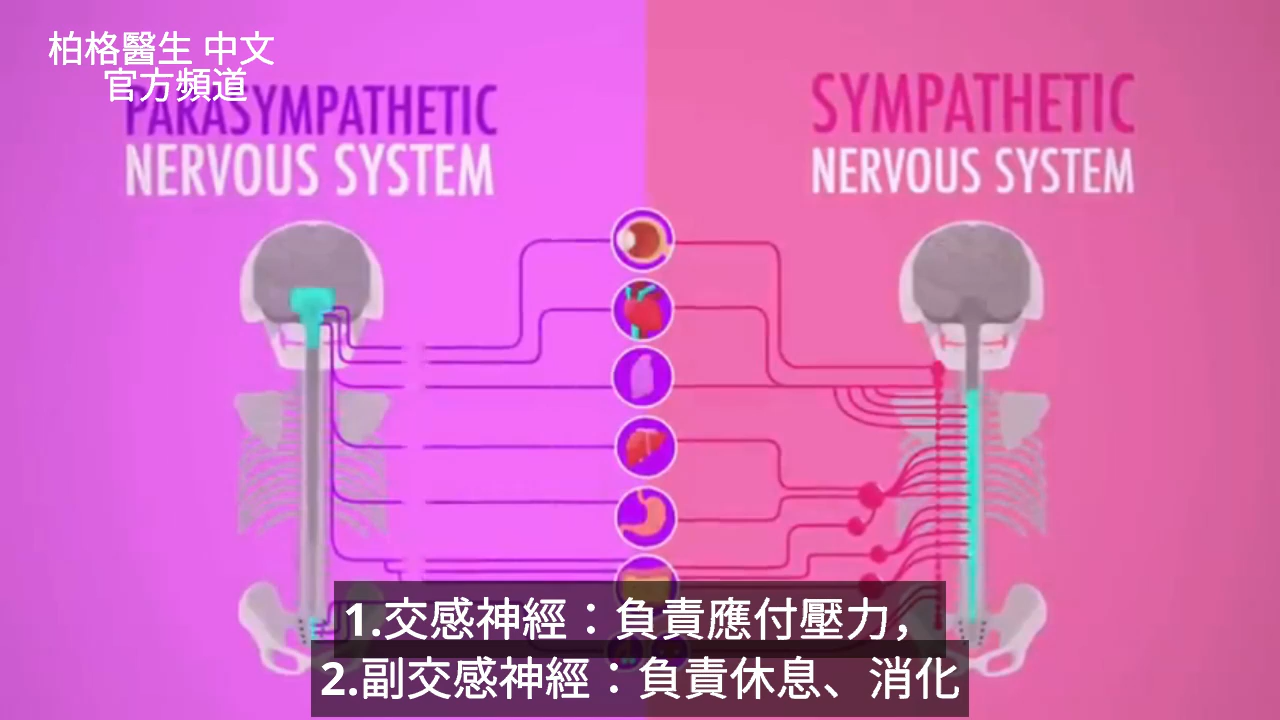 柏格醫生 中文
官方頻道
PARASYMPATHETIC
NERVOUS SYSTEM
SYMPATHETIC
NERVOUS SYSTEM
1.交感神經：負責應付壓力，
2.副交感神經：負責休息、消化